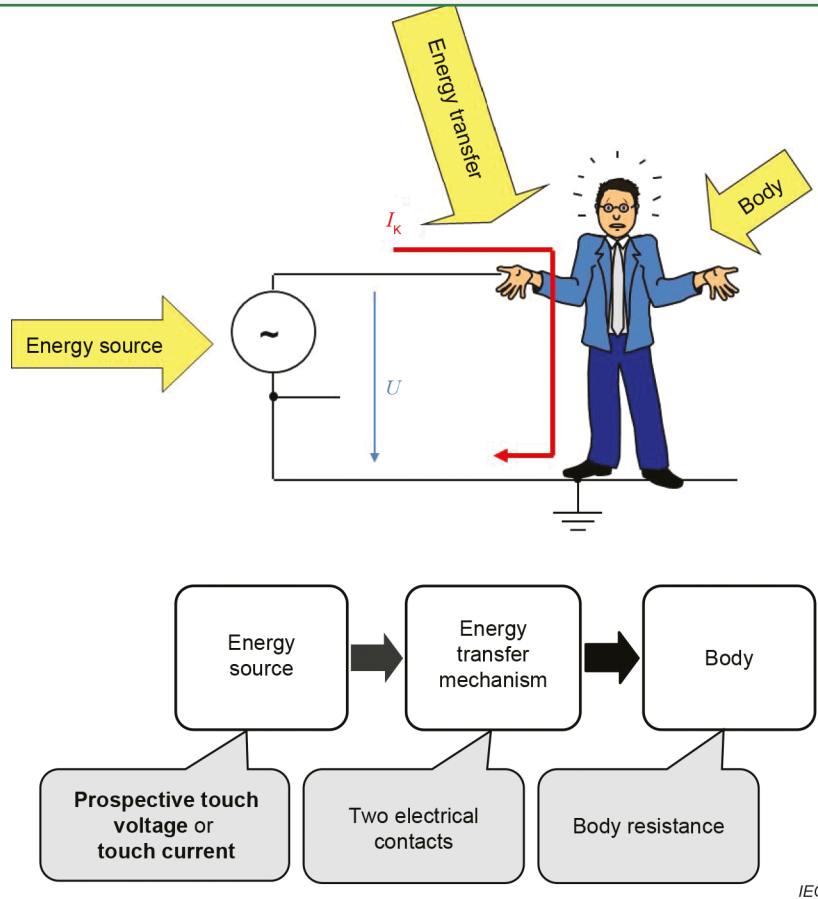 Energy transfer
Body
I_K
Energy source
~
U
Energy
source
Energy
transfer
mechanism
Body
Prospective touch
voltage or
touch current
Two electrical
contacts
Body resistance
IEC